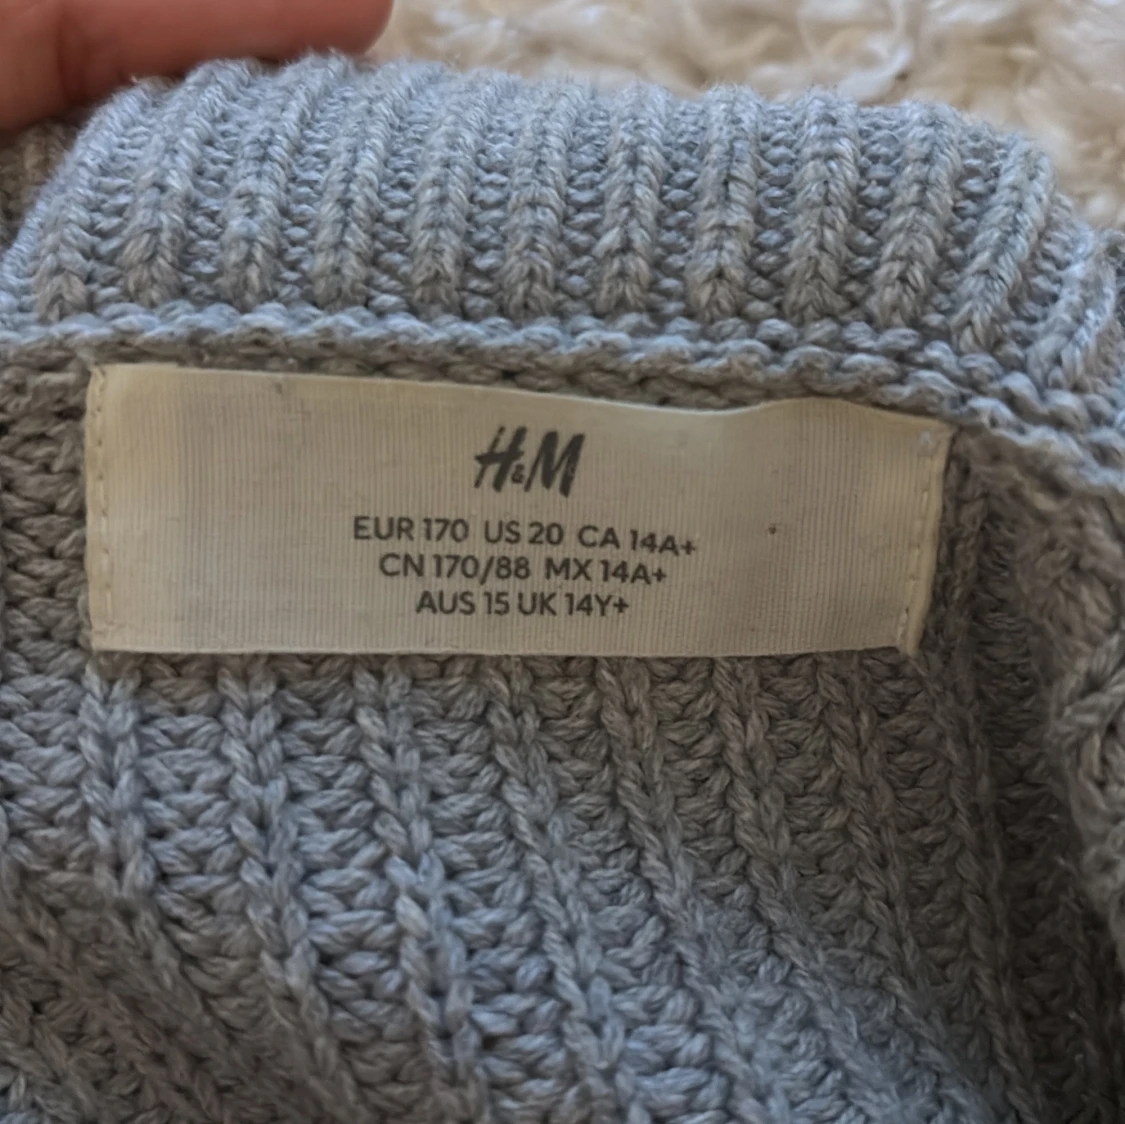 H&M
EUR 170 US 20 CA 14A+
CN 170/88 MX 14A+
AUS 15 UK 14Y+